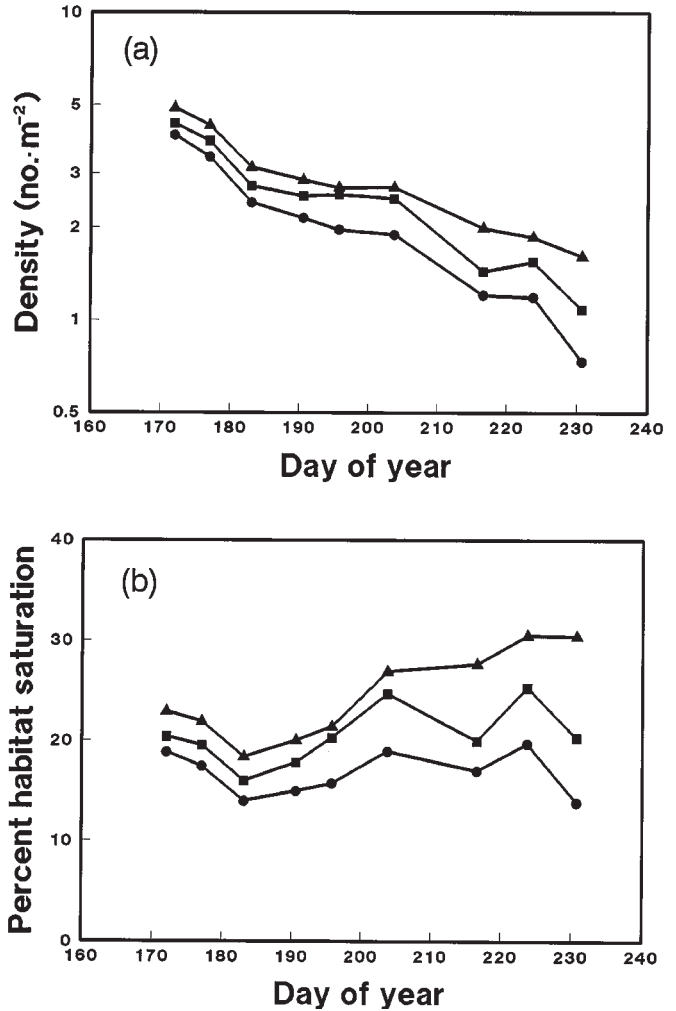 (a)
Density (no.·m⁻²)
10
5
3
2
1
0.5
160 170 180 190 200 210 220 230 240
Day of year
(b)
Percent habitat saturation
40
30
20
10
0
160 170 180 190 200 210 220 230 240
Day of year